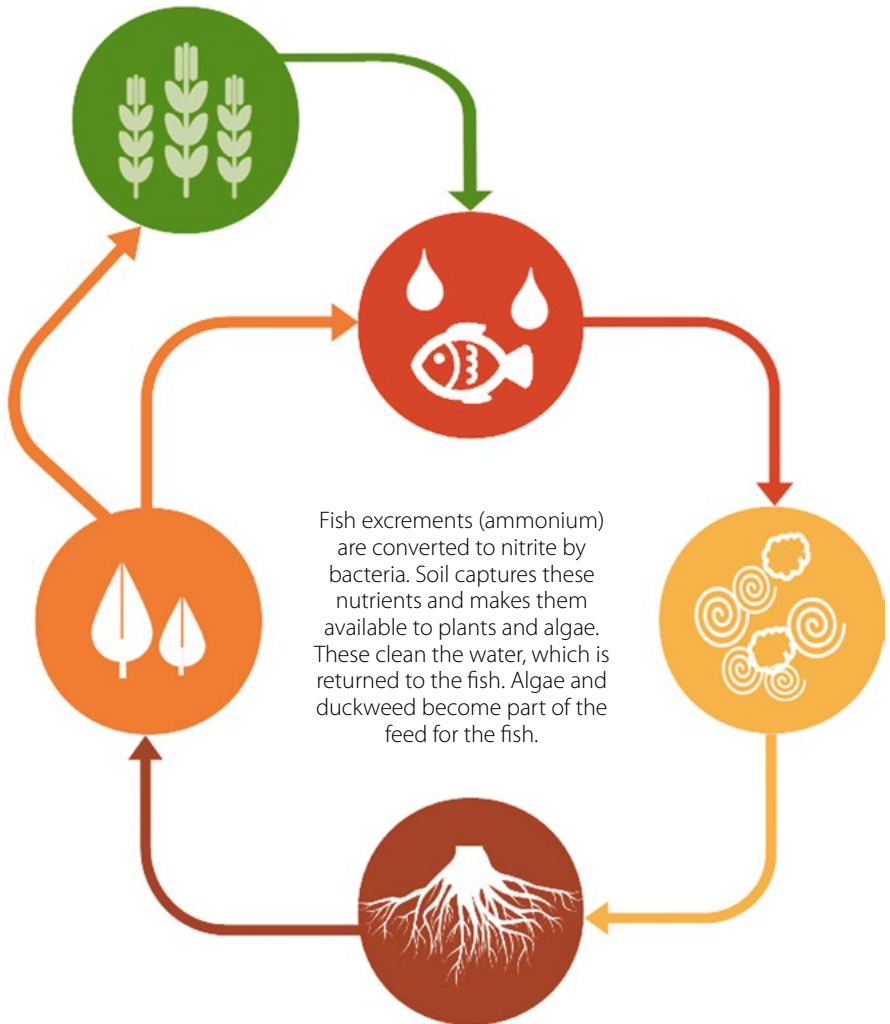 Fish excrements (ammonium)
are converted to nitrite by
bacteria. Soil captures these
nutrients and makes them
available to plants and algae.
These clean the water, which is
returned to the fish. Algae and
duckweed become part of the
feed for the fish.